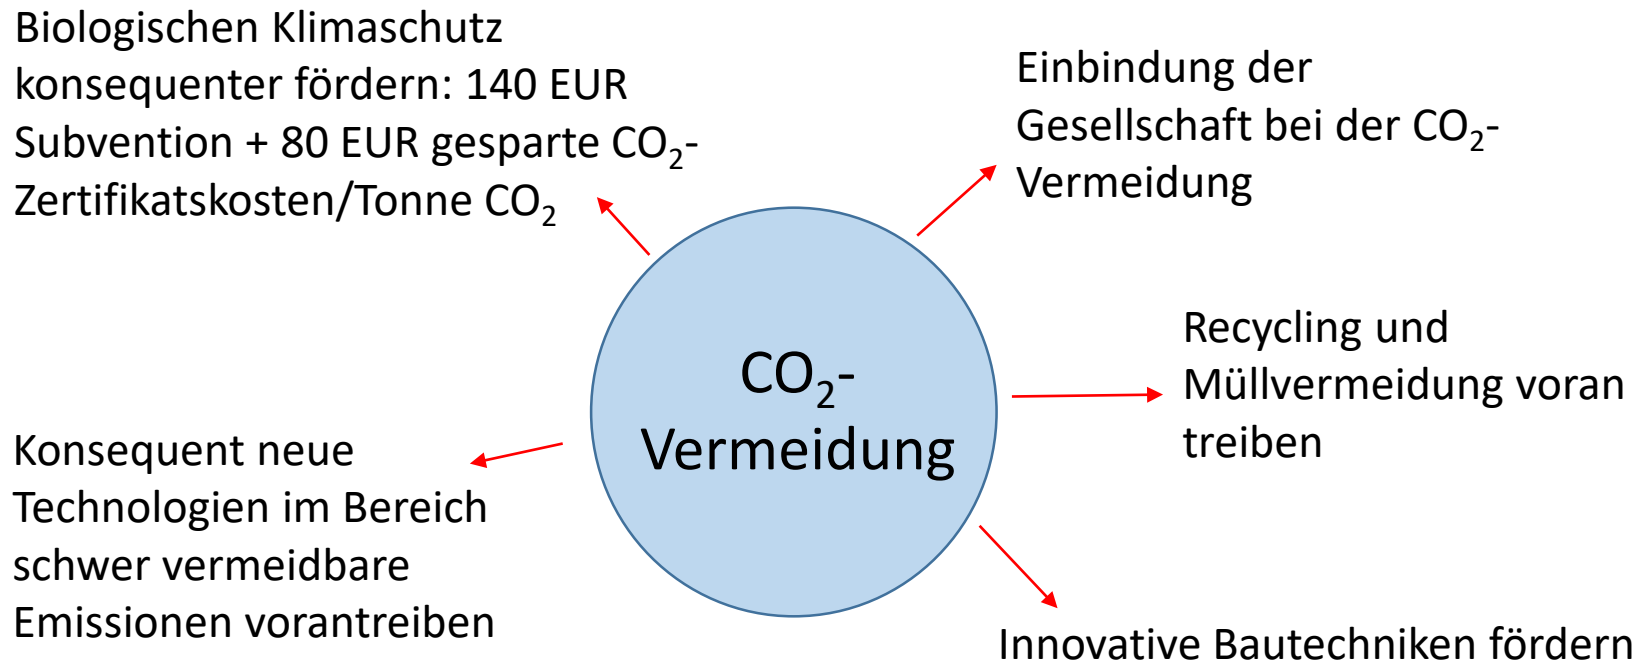 Biologischen Klimaschutz
konsequenter fördern: 140 EUR
Subvention + 80 EUR gesparte CO₂-
Zertifikatskosten/Tonne CO₂
Einbindung der
Gesellschaft bei der CO₂-
Vermeidung
CO₂-
Vermeidung
Recycling und
Müllvermeidung voran
treiben
Konsequent neue
Technologien im Bereich
schwer vermeidbare
Emissionen vorantreiben
Innovative Bautechniken fördern